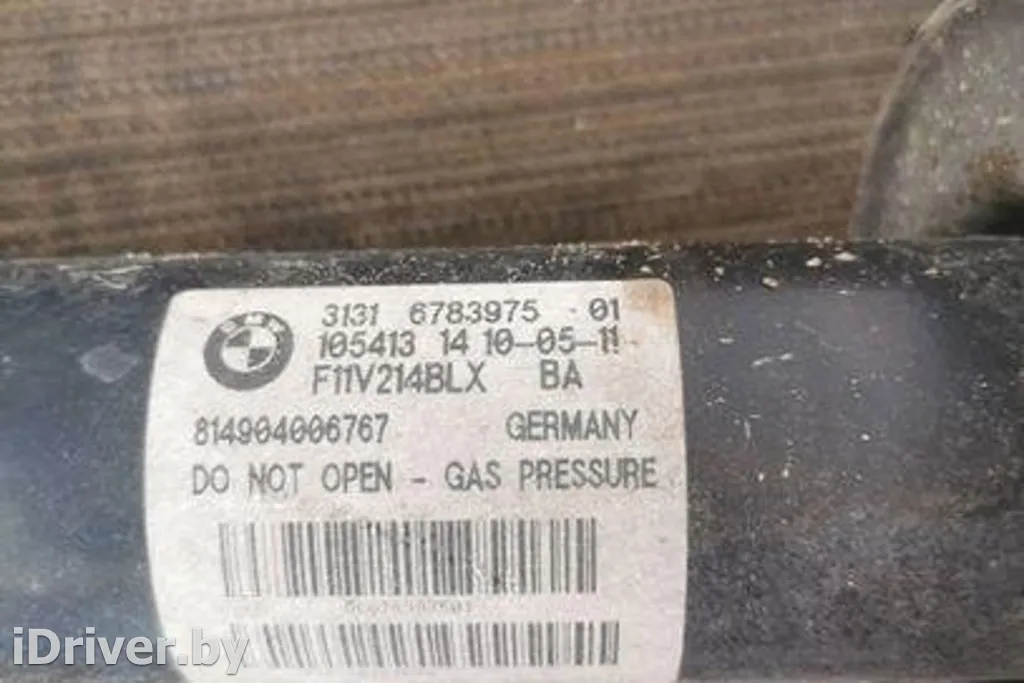 BMW
3131 6783975 - 01
105413 14 10-05-11
F11V214BLX BA
814904006767 GERMANY
DO NOT OPEN - GAS PRESSURE
iDriver.by